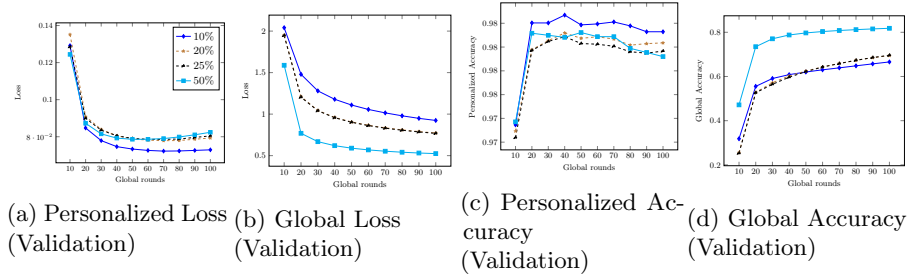 0.14
0.12
0.1
8 · 10⁻²
Loss
10 20 30 40 50 60 70 80 90 100
Global rounds
10%
20%
25%
50%
(a) Personalized Loss
(Validation)
2
1.5
1
0.5
Loss
10 20 30 40 50 60 70 80 90 100
Global rounds
(b) Global Loss
(Validation)
0.98
0.98
0.98
0.98
0.97
0.97
Personalized Accuracy
10 20 30 40 50 60 70 80 90 100
Global rounds
(c) Personalized Ac-
curacy
(Validation)
0.8
0.6
0.4
0.2
Global Accuracy
10 20 30 40 50 60 70 80 90 100
Global rounds
(d) Global Accuracy
(Validation)